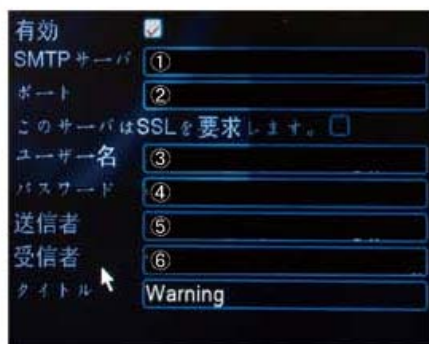 有効
SMTPサーバ ①
ポート ②
このサーバはSSLを要求します。
ユーザー名 ③
パスワード ④
送信者 ⑤
受信者 ⑥
タイトル Warning